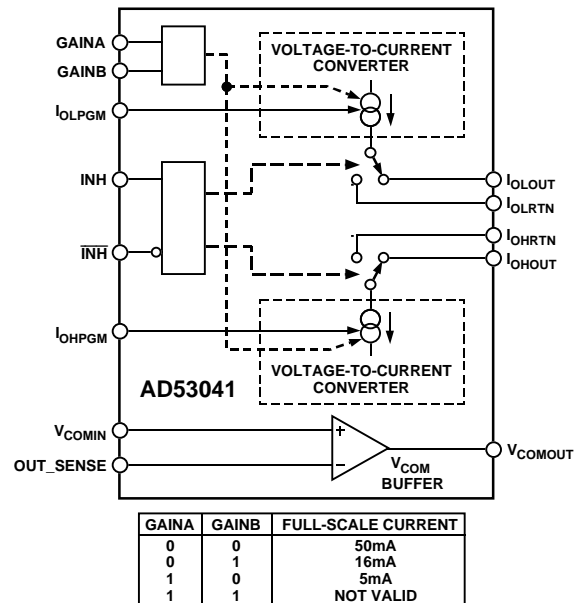 GAINA
GAINB
VOLTAGE-TO-CURRENT
CONVERTER
IOLPGM
INH
IOLOUT
IOLRTN
IOHRTN
IOHOUT
INH
IOHPGM
VOLTAGE-TO-CURRENT
CONVERTER
AD53041
VCOMIN
+
VCOMOUT
OUT_SENSE
−
VCOM
BUFFER
GAINA GAINB FULL-SCALE CURRENT
0 0 50mA
0 1 16mA
1 0 5mA
1 1 NOT VALID